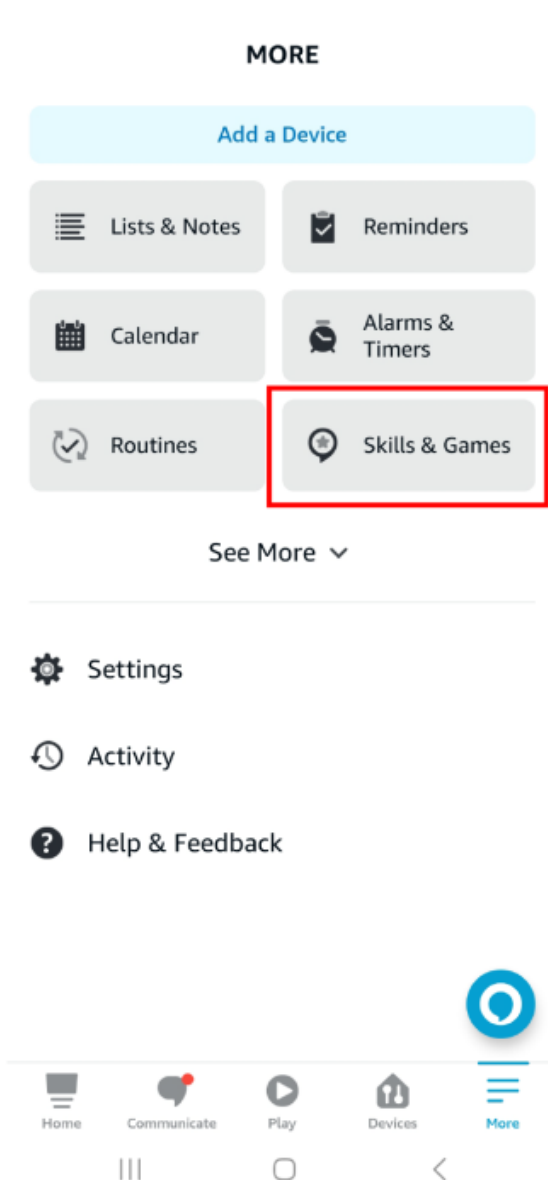 MORE
Add a Device
Lists & Notes
Reminders
Calendar
Alarms &
Timers
Routines
Skills & Games
See More
Settings
Activity
Help & Feedback
Home
Communicate
Play
Devices
More